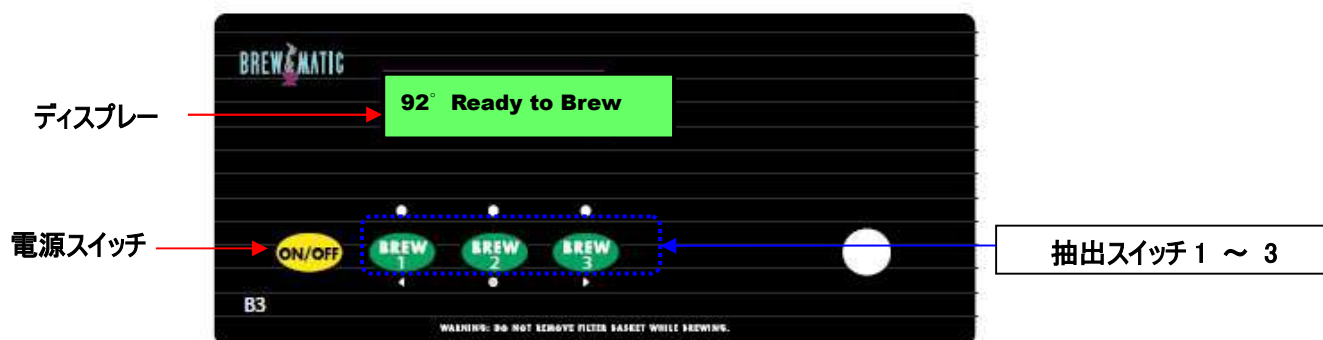 BREWMATIC
ディスプレー
92° Ready to Brew
電源スイッチ
ON/OFF
BREW
1
BREW
2
BREW
3
抽出スイッチ 1 ～ 3
B3
WARNING: DO NOT REMOVE FILTER BASKET WHILE BREWING.